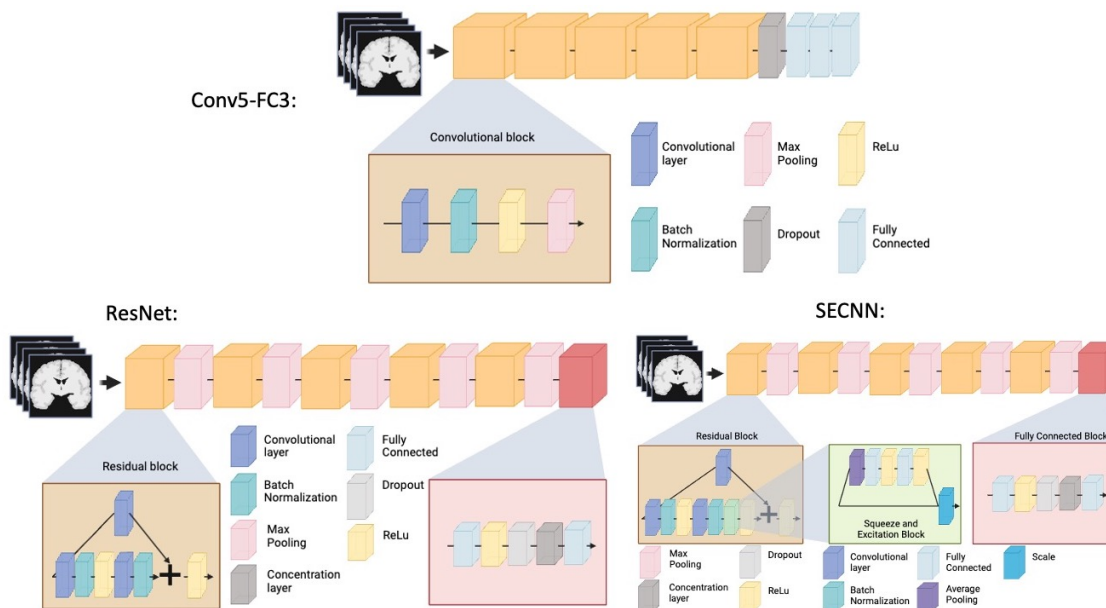 Conv5-FC3:
Convolutional block
Convolutional
layer
Max
Pooling
ReLu
Batch
Normalization
Dropout
Fully
Connected
ResNet:
Residual block
Convolutional
layer
Fully
Connected
Batch
Normalization
Dropout
Max
Pooling
ReLu
Concentration
layer
SECNN:
Residual Block
Squeeze and
Excitation Block
Fully Connected Block
Max
Pooling
Dropout
Convolutional
layer
Fully
Connected
Scale
Concentration
layer
ReLu
Batch
Normalization
Average
Pooling